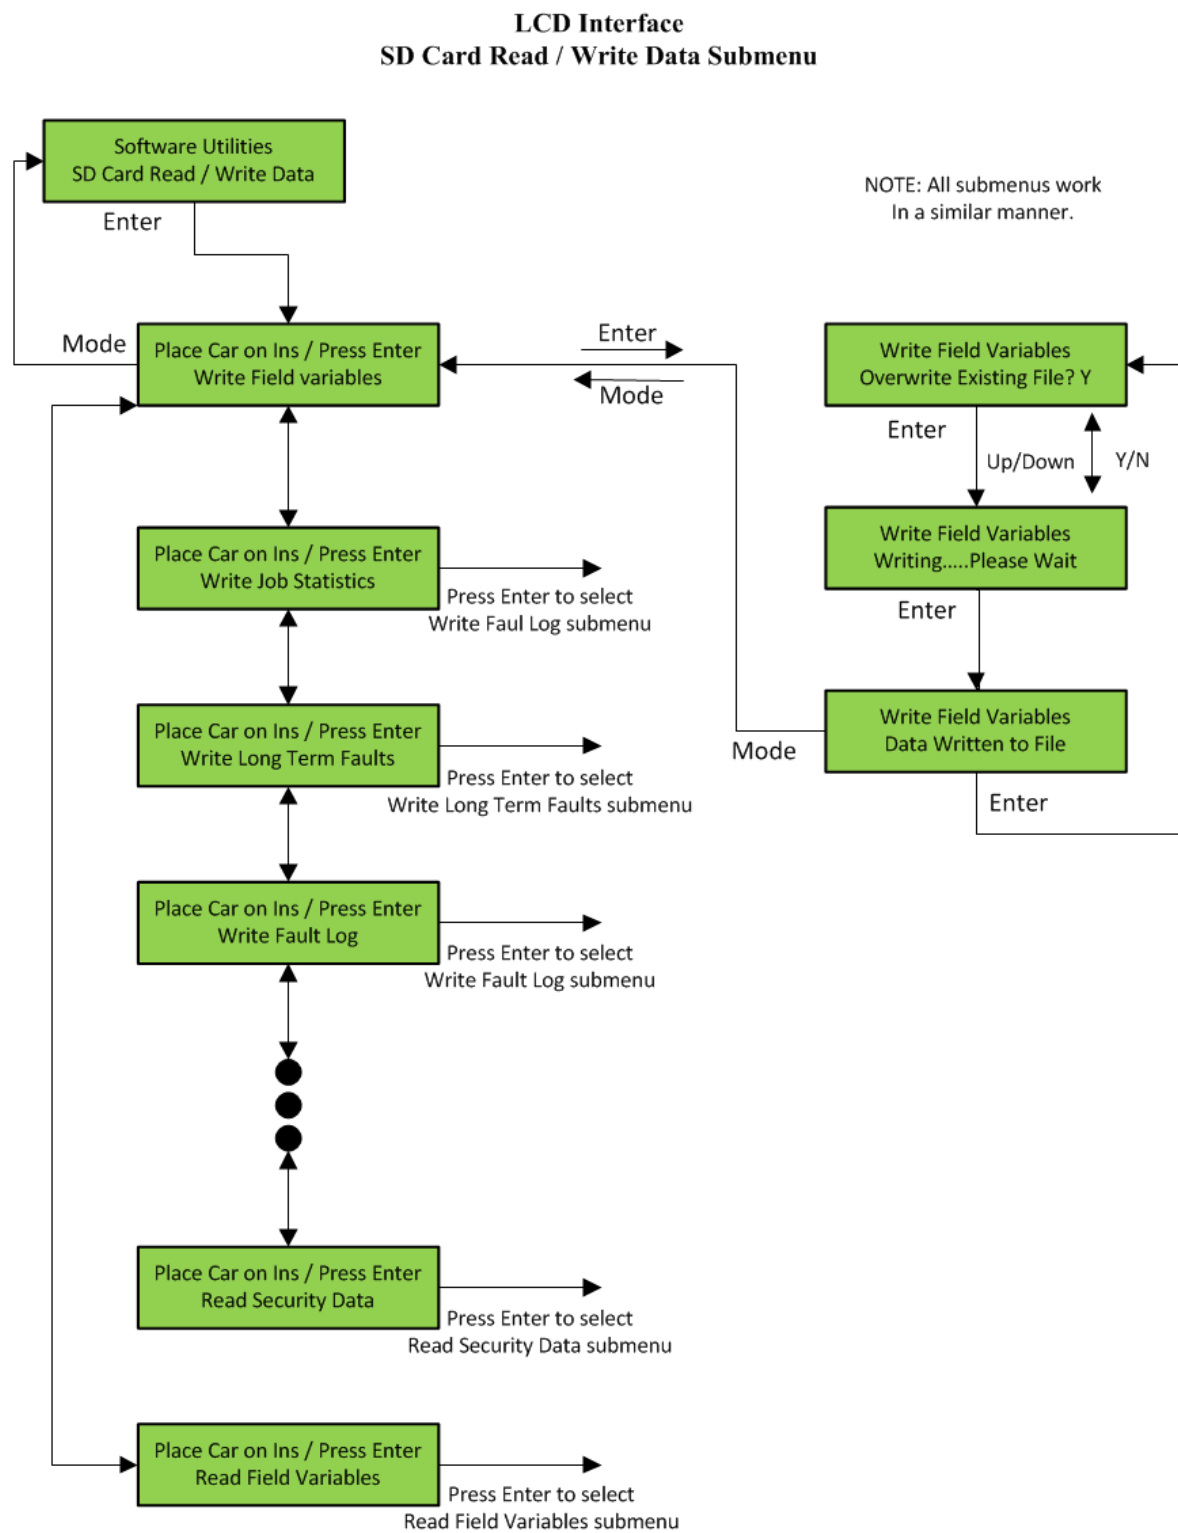 LCD Interface
SD Card Read / Write Data Submenu
Software Utilities
SD Card Read / Write Data
Enter
NOTE: All submenus work
In a similar manner.
Mode
Place Car on Ins / Press Enter
Write Field variables
Enter
Mode
Write Field Variables
Overwrite Existing File? Y
Enter
Up/Down
Y/N
Write Field Variables
Writing.....Please Wait
Enter
Place Car on Ins / Press Enter
Write Job Statistics
Press Enter to select
Write Faul Log submenu
Place Car on Ins / Press Enter
Write Long Term Faults
Press Enter to select
Write Long Term Faults submenu
Mode
Write Field Variables
Data Written to File
Enter
Place Car on Ins / Press Enter
Write Fault Log
Press Enter to select
Write Fault Log submenu
Place Car on Ins / Press Enter
Read Security Data
Press Enter to select
Read Security Data submenu
Place Car on Ins / Press Enter
Read Field Variables
Press Enter to select
Read Field Variables submenu